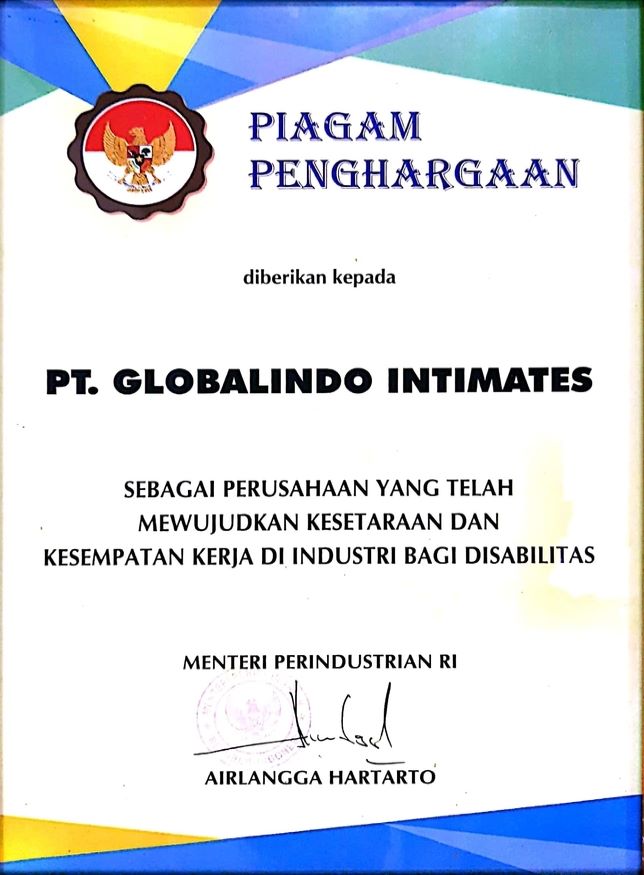 PIAGAM
PENGHARGAAN
diberikan kepada
PT. GLOBALINDO INTIMATES
SEBAGAI PERUSAHAAN YANG TELAH
MEWUJUDKAN KESETARAAN DAN
KESEMPATAN KERJA DI INDUSTRI BAGI DISABILITAS
MENTERI PERINDUSTRIAN RI
AIRLANGGA HARTARTO